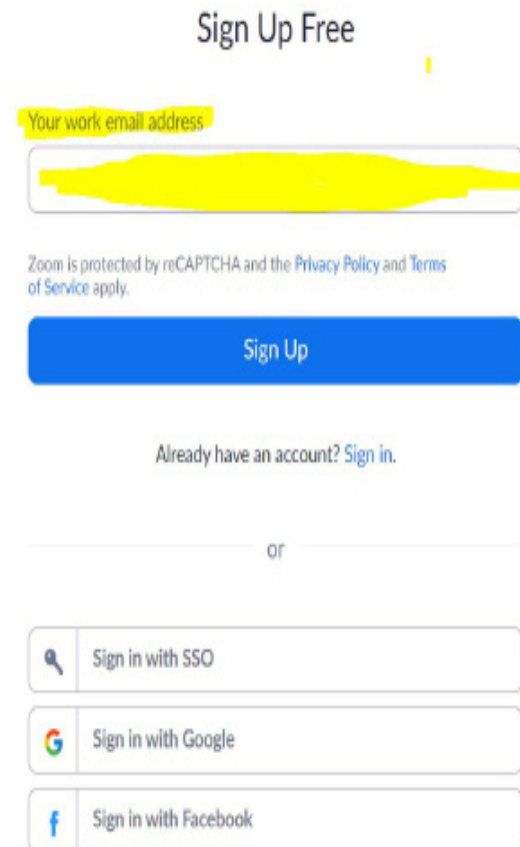 Sign Up Free
Your work email address
Zoom is protected by reCAPTCHA and the Privacy Policy and Terms
of Service apply.
Sign Up
Already have an account? Sign in.
or
Sign in with SSO
G Sign in with Google
f Sign in with Facebook